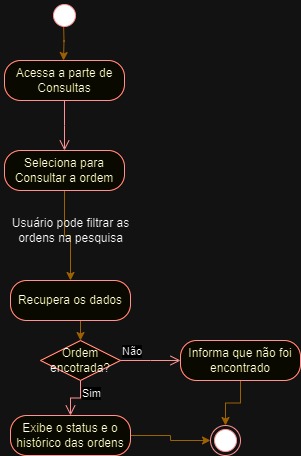 Acessa a parte de
Consultas
Seleciona para
Consultar a ordem
Usuário pode filtrar as
ordens na pesquisa
Recupera os dados
Ordem
encotrada?
Não
Informa que não foi
encontrado
Sim
Exibe o status e o
histórico das ordens